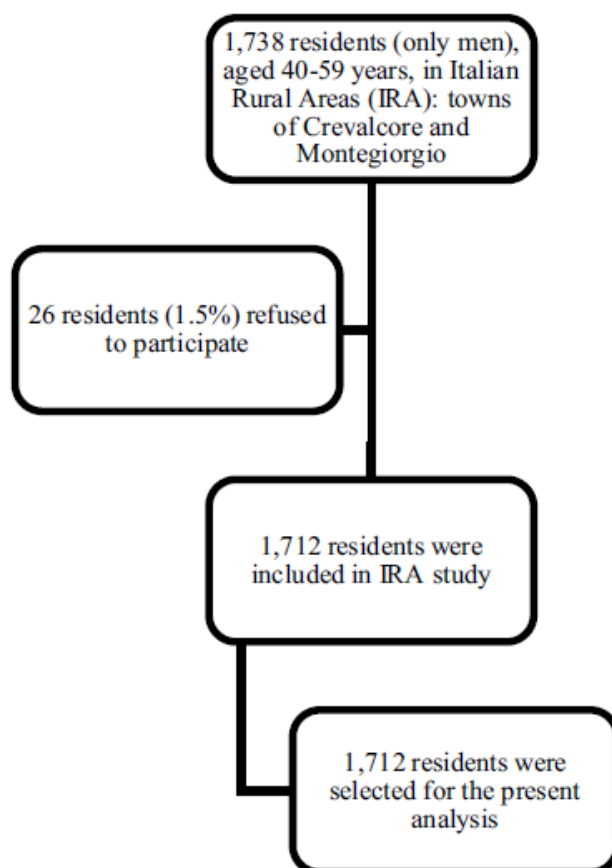 1,738 residents (only men),
aged 40-59 years, in Italian
Rural Areas (IRA): towns
of Crevalcore and
Montegiorgio
26 residents (1.5%) refused
to participate
1,712 residents were
included in IRA study
1,712 residents were
selected for the present
analysis